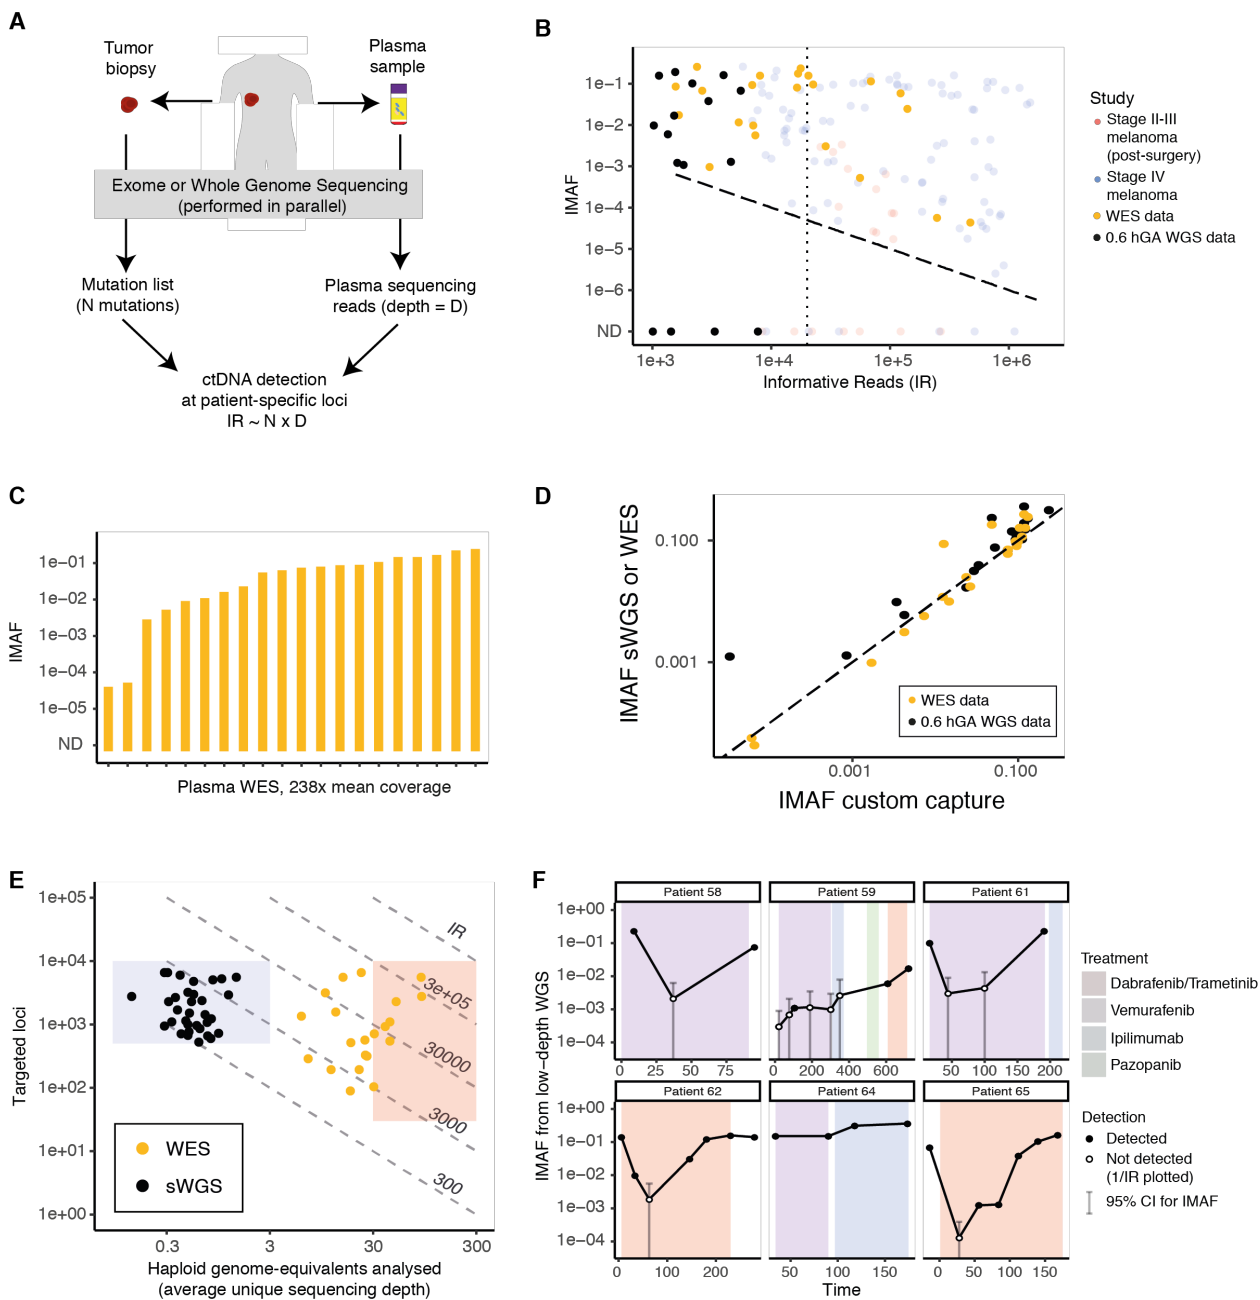 A
Tumor
biopsy
Plasma
sample
Exome or Whole Genome Sequencing
(performed in parallel)
Mutation list
(N mutations)
Plasma sequencing
reads (depth = D)
ctDNA detection
at patient-specific loci
IR ~ N x D
B
IMAF
1e−1
1e−2
1e−3
1e−4
1e−5
1e−6
ND
1e+3
1e+4
1e+5
1e+6
Informative Reads (IR)
Study
Stage II-III
melanoma
(post-surgery)
Stage IV
melanoma
WES data
0.6 hGA WGS data
C
IMAF
1e−01
1e−02
1e−03
1e−04
1e−05
ND
Plasma WES, 238x mean coverage
D
IMAF sWGS or WES
0.100
0.001
WES data
0.6 hGA WGS data
0.001
0.100
IMAF custom capture
E
Targeted loci
1e+05
1e+04
1e+03
1e+02
1e+01
1e+00
IR
3e+05
30000
3000
300
WES
sWGS
0.3
3
30
300
Haploid genome-equivalents analysed
(average unique sequencing depth)
F
IMAF from low−depth WGS
Patient 58
Patient 59
Patient 61
1e+00
1e−01
1e−02
1e−03
1e−04
0 25 50 75
0 200 400 600
50 100 150 200
Patient 62
Patient 64
Patient 65
1e+00
1e−01
1e−02
1e−03
1e−04
0 100 200
50 100 150
0 50 100 150
Time
Treatment
Dabrafenib/Trametinib
Vemurafenib
Ipilimumab
Pazopanib
Detection
Detected
Not detected
(1/IR plotted)
95% CI for IMAF